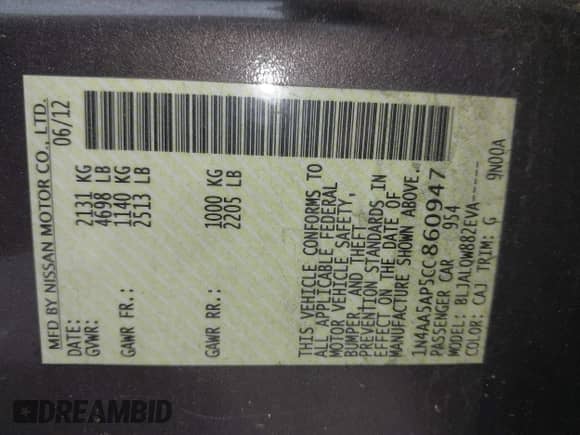 MFD BY NISSAN MOTOR CO., LTD.
DATE: 06/12
GVWR: 2131 KG
4698 LB
GAWR FR.: 1140 KG
2513 LB
GAWR RR.: 1000 KG
2205 LB
THIS VEHICLE CONFORMS TO
ALL APPLICABLE FEDERAL
MOTOR VEHICLE SAFETY,
BUMPER, AND THEFT
PREVENTION STANDARDS IN
EFFECT ON THE DATE OF
MANUFACTURE SHOWN ABOVE.
1N4AA5AP5CC860947
PASSENGER CAR 954
MODEL: BLJALOW882EVA-----
COLOR: CAJ TRIM: G 9N00A
DREAMBID